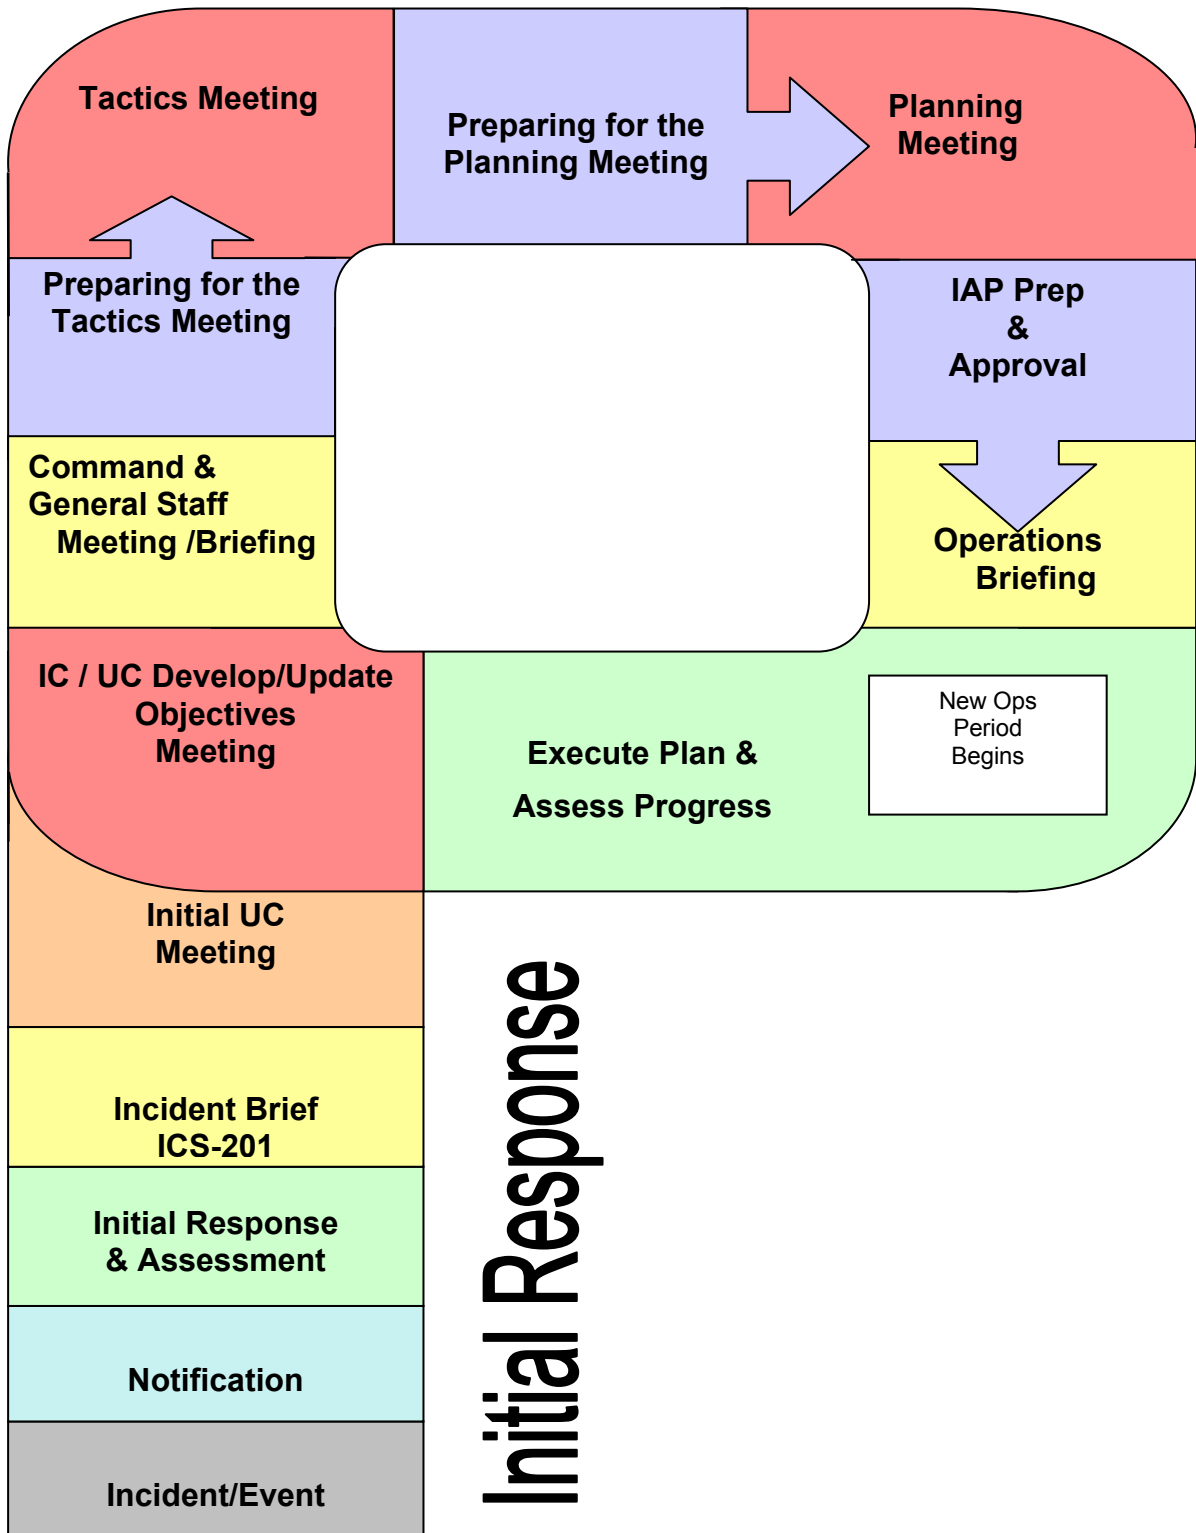 Tactics Meeting
Preparing for the
Planning Meeting
Planning
Meeting
Preparing for the
Tactics Meeting
IAP Prep
&
Approval
Command &
General Staff
Meeting /Briefing
Operations
Briefing
IC / UC Develop/Update
Objectives
Meeting
Execute Plan &
Assess Progress
New Ops
Period
Begins
Initial UC
Meeting
Incident Brief
ICS-201
Initial Response
& Assessment
Notification
Incident/Event
Initial Response